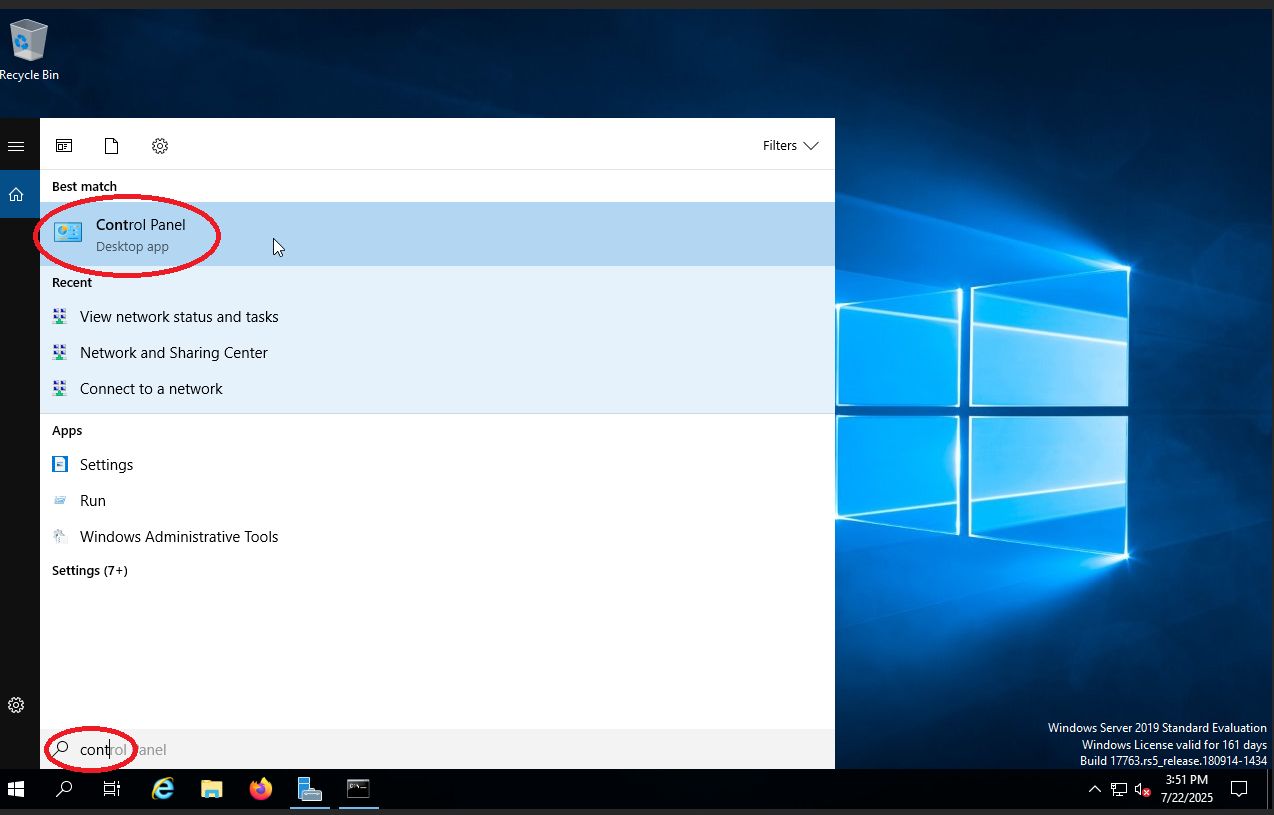 Recycle Bin
Filters
Best match
Control Panel
Desktop app
Recent
View network status and tasks
Network and Sharing Center
Connect to a network
Apps
Settings
Run
Windows Administrative Tools
Settings (7+)
control Panel
Windows Server 2019 Standard Evaluation
Windows License valid for 161 days
Build 17763.rs5_release.180914-1434
3:51 PM
7/22/2025